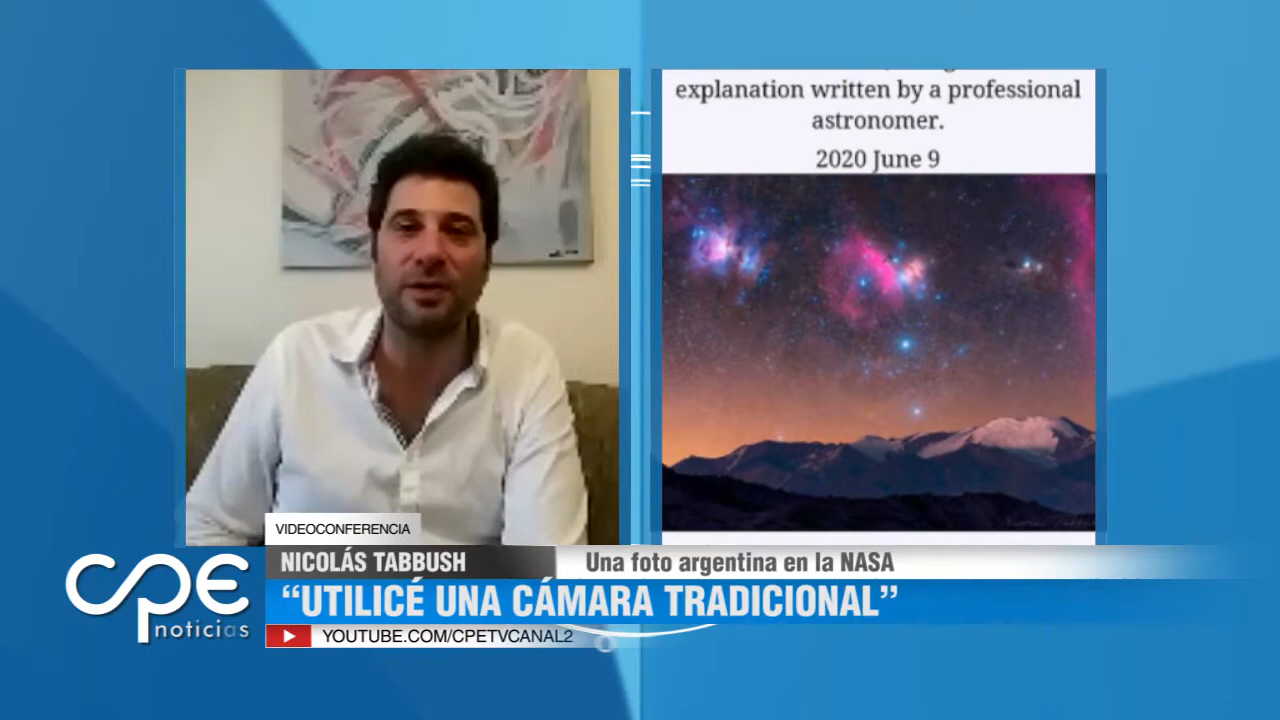 explanation written by a professional
astronomer.
2020 June 9
VIDEOCONFERENCIA
NICOLÁS TABBUSH
Una foto argentina en la NASA
“UTILICÉ UNA CÁMARA TRADICIONAL”
cpe
noticias
YOUTUBE.COM/CPETVCANAL2